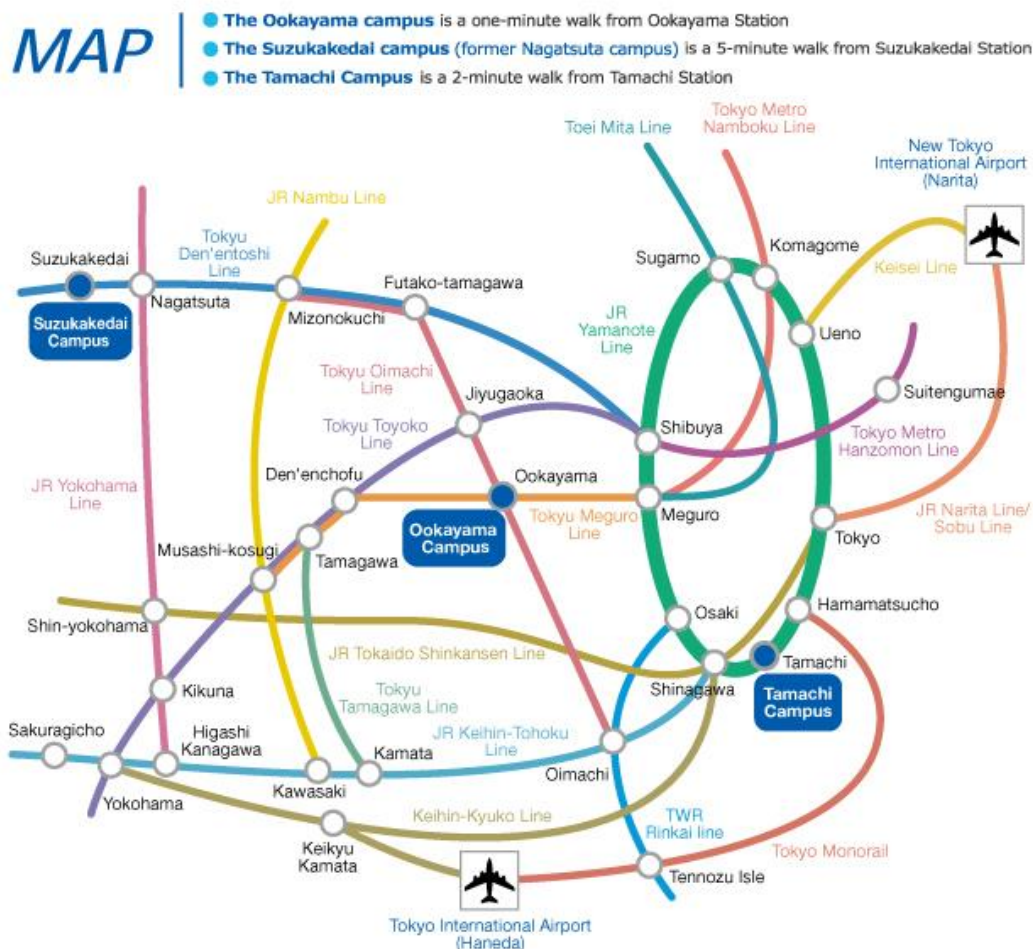 MAP
The Ookayama campus is a one-minute walk from Ookayama Station
The Suzukakedai campus (former Nagatsuta campus) is a 5-minute walk from Suzukakedai Station
The Tamachi Campus is a 2-minute walk from Tamachi Station
Toei Mita Line
Tokyo Metro
Namboku Line
New Tokyo
International Airport
(Narita)
JR Nambu Line
Tokyu
Den'entoshi
Line
Suzukakedai
Nagatsuta
Suzukakedai
Campus
Mizonokuchi
Futako-tamagawa
Sugamo
Komagome
Keisei Line
JR
Yamanote
Line
Ueno
Tokyu Oimachi
Line
Jiyugaoka
Suitengumae
Tokyu Toyoko
Line
Shibuya
Tokyo Metro
Hanzomon Line
JR Yokohama
Line
Den'enchofu
Ookayama
Tokyu Meguro
Line
Meguro
JR Narita Line/
Sobu Line
Ookayama
Campus
Tokyo
Musashi-kosugi
Tamagawa
Osaki
Hamamatsucho
Shin-yokohama
JR Tokaido Shinkansen Line
Tamachi
Shinagawa
Tamachi
Campus
Kikuna
Tokyu
Tamagawa Line
Sakuragicho
Higashi
Kanagawa
JR Keihin-Tohoku
Line
Kamata
Oimachi
Yokohama
Kawasaki
Keihin-Kyuko Line
TWR
Rinkai line
Keikyu
Kamata
Tokyo Monorail
Tennozu Isle
Tokyo International Airport
(Haneda)